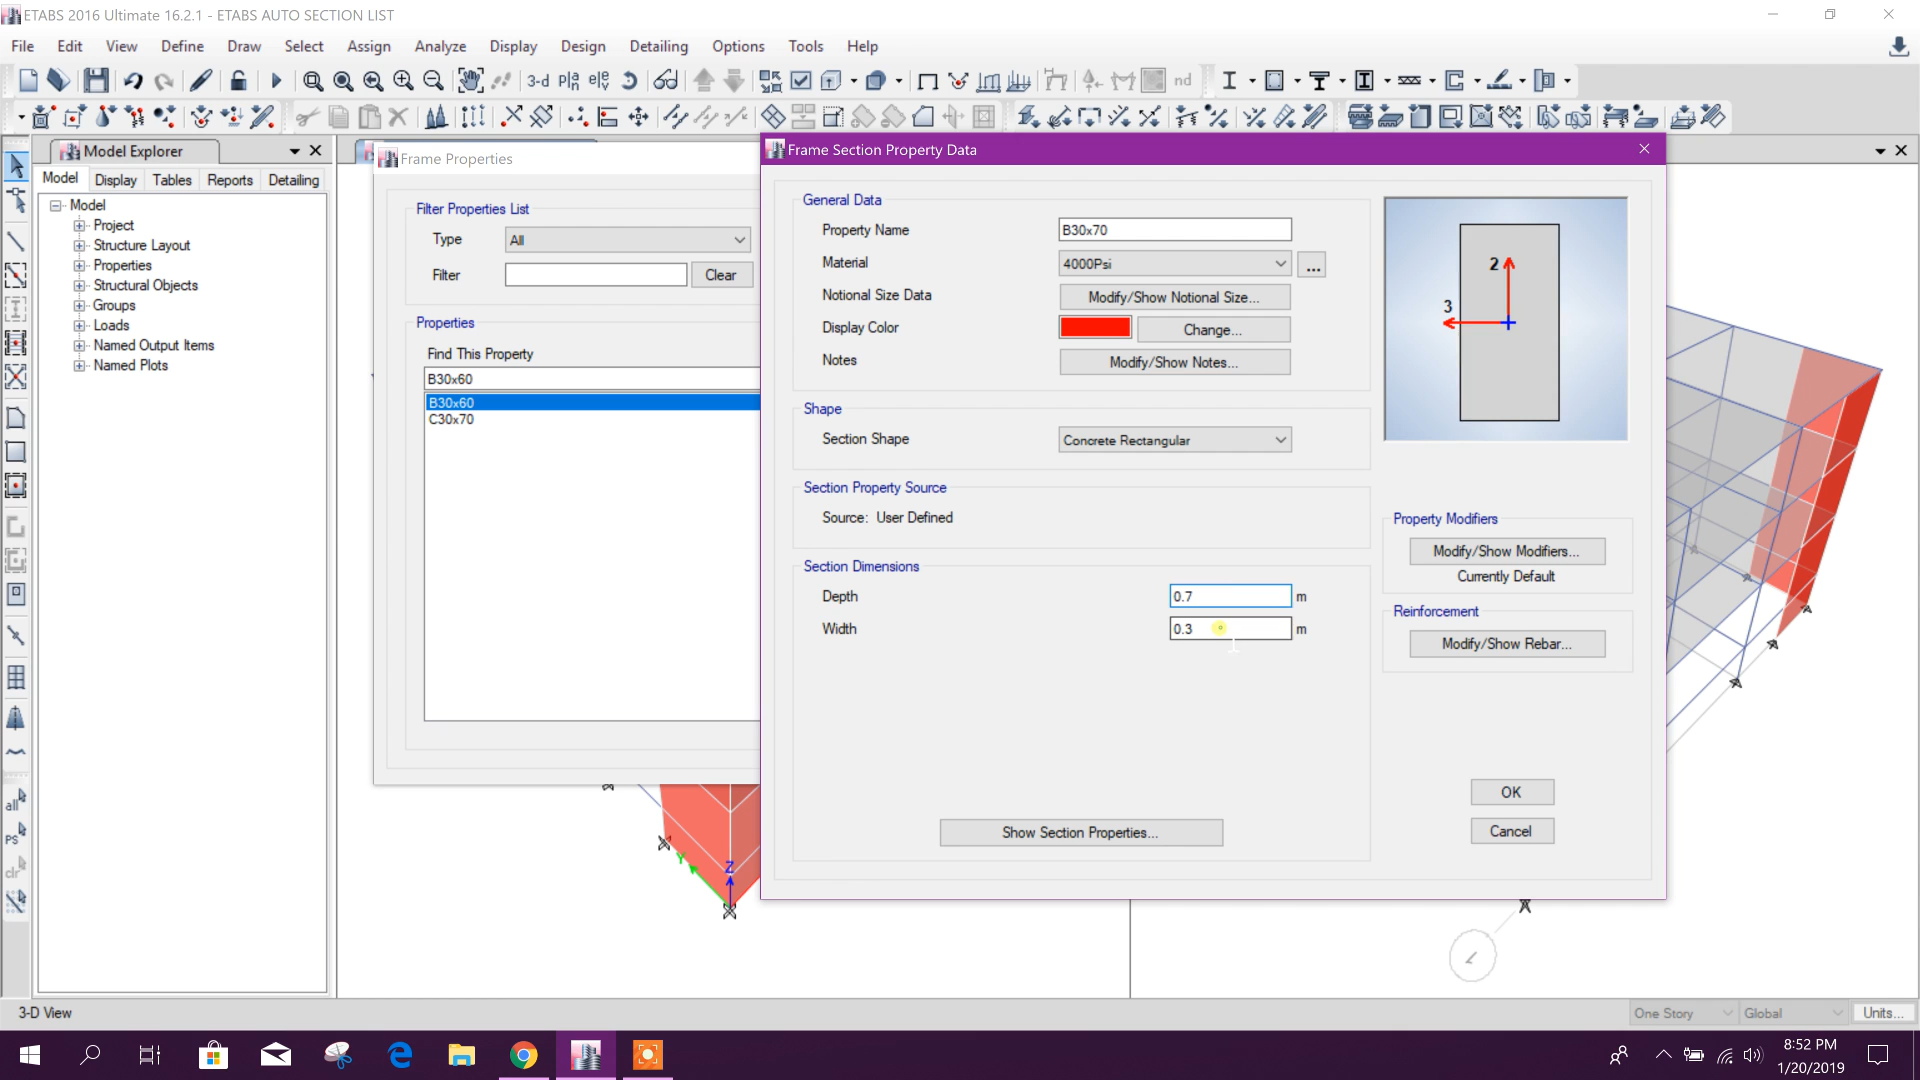 ETABS 2016 Ultimate 16.2.1 - ETABS AUTO SECTION LIST
File Edit View Define Draw Select Assign Analyze Display Design Detailing Options Tools Help
3-d pla ele nd
Model Explorer
Model Display Tables Reports Detailing
Model
Project
Structure Layout
Properties
Structural Objects
Groups
Loads
Named Output Items
Named Plots
Frame Properties
Filter Properties List
Type All
Filter Clear
Properties
Find This Property
B30x60
B30x60
C30x70
Frame Section Property Data
General Data
Property Name B30x70
Material 4000Psi ...
Notional Size Data Modify/Show Notional Size...
Display Color Change...
Notes Modify/Show Notes...
Shape
Section Shape Concrete Rectangular
Section Property Source
Source: User Defined
Section Dimensions
Depth 0.7 m
Width 0.3 m
Show Section Properties...
2
3
Property Modifiers
Modify/Show Modifiers...
Currently Default
Reinforcement
Modify/Show Rebar...
OK
Cancel
all
PS
clr
Y Z
3-D View One Story Global Units...
8:52 PM
1/20/2019